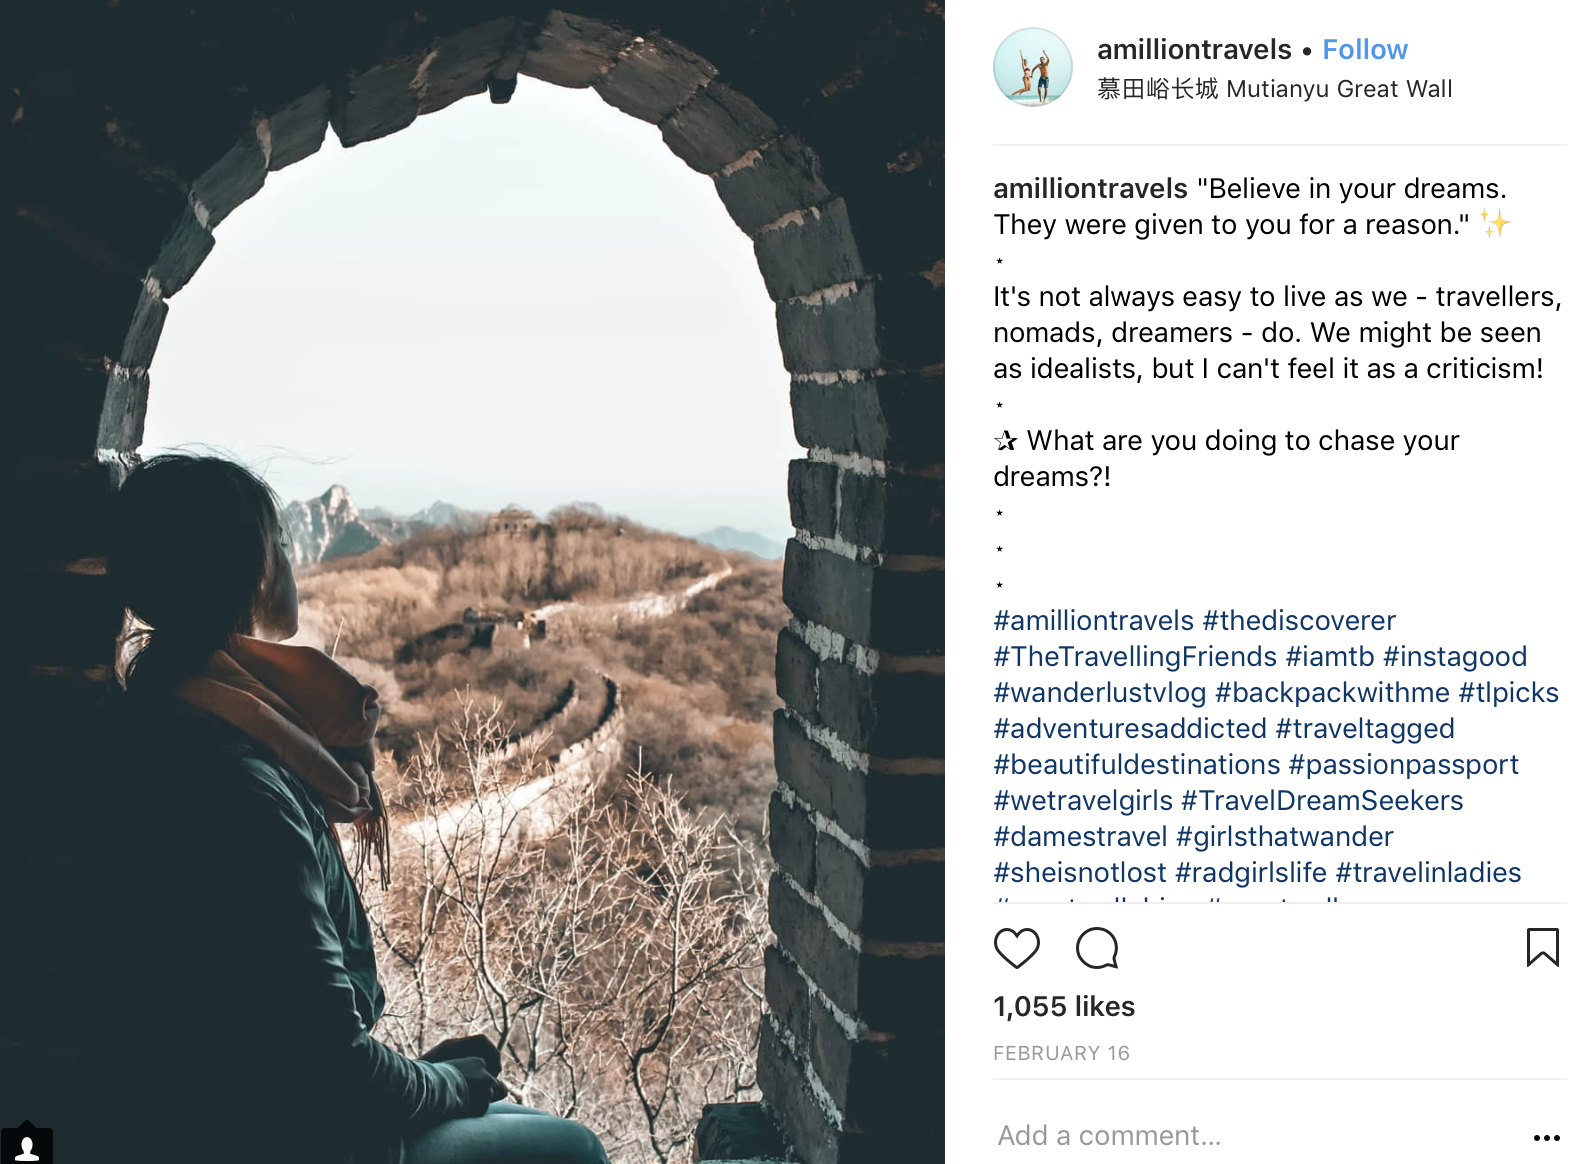 amilliontravels • Follow
慕田峪长城 Mutianyu Great Wall
amilliontravels "Believe in your dreams.
They were given to you for a reason." ✨
⋆
It's not always easy to live as we - travellers,
nomads, dreamers - do. We might be seen
as idealists, but I can't feel it as a criticism!
⋆
✰ What are you doing to chase your
dreams?!
⋆
⋆
⋆
#amilliontravels #thediscoverer
#TheTravellingFriends #iamtb #instagood
#wanderlustvlog #backpackwithme #tlpicks
#adventuresaddicted #traveltagged
#beautifuldestinations #passionpassport
#wetravelgirls #TravelDreamSeekers
#damestravel #girlsthatwander
#sheisnotlost #radgirlslife #travelinladies
1,055 likes
FEBRUARY 16
Add a comment...